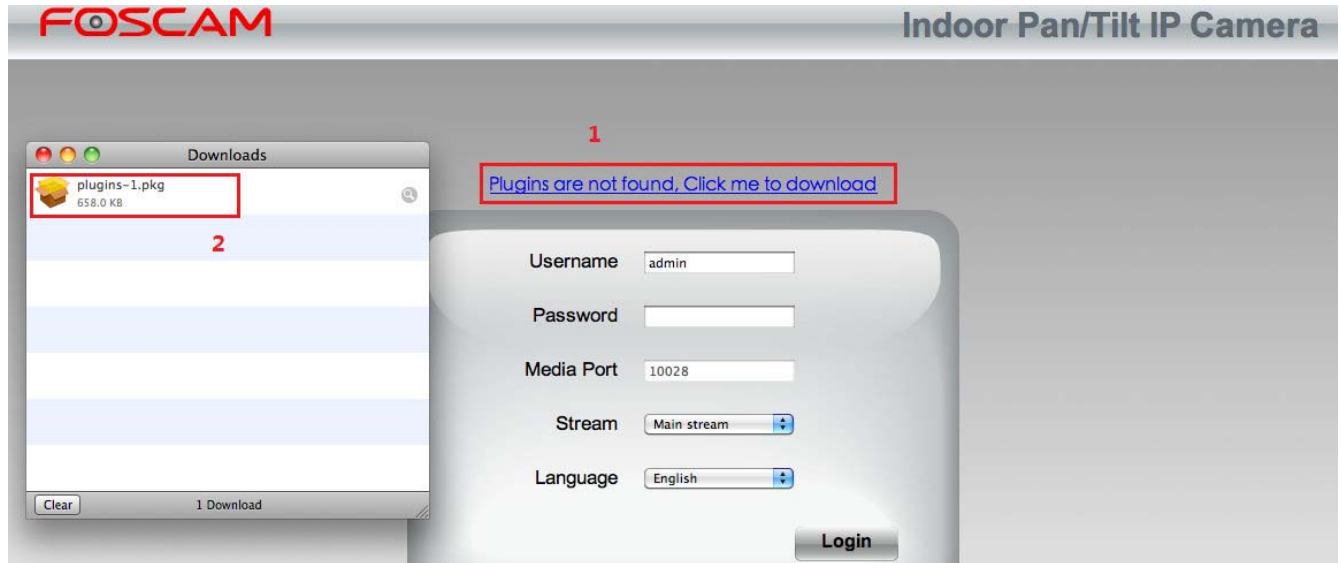 FOSCAM
Indoor Pan/Tilt IP Camera
1
Plugins are not found, Click me to download
Downloads
plugins-1.pkg
658.0 KB
2
Clear
1 Download
Username
admin
Password
Media Port
10028
Stream
Main stream
Language
English
Login